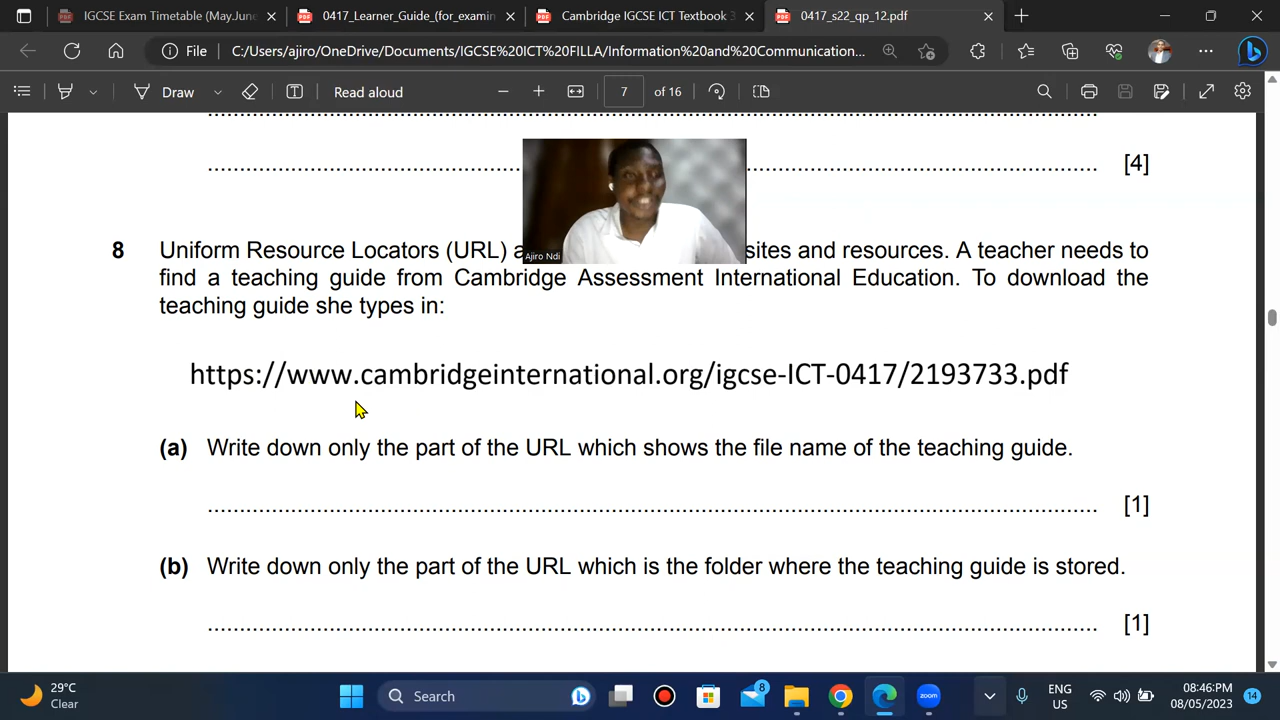 IGCSE Exam Timetable (May.June
0417_Learner_Guide_(for_examin
Cambridge IGCSE ICT Textbook 3
0417_s22_qp_12.pdf
File
C:/Users/ajiro/OneDrive/Documents/IGCSE%20ICT%20FILLA/Information%20and%20Communication...
Draw
Read aloud
7 of 16
[4]
Ajiro Ndi
8 Uniform Resource Locators (URL) a sites and resources. A teacher needs to
find a teaching guide from Cambridge Assessment International Education. To download the
teaching guide she types in:
https://www.cambridgeinternational.org/igcse-ICT-0417/2193733.pdf
(a) Write down only the part of the URL which shows the file name of the teaching guide.
[1]
(b) Write down only the part of the URL which is the folder where the teaching guide is stored.
[1]
29°C
Clear
Search
8
zoom
ENG
US
08:46:PM
08/05/2023
14